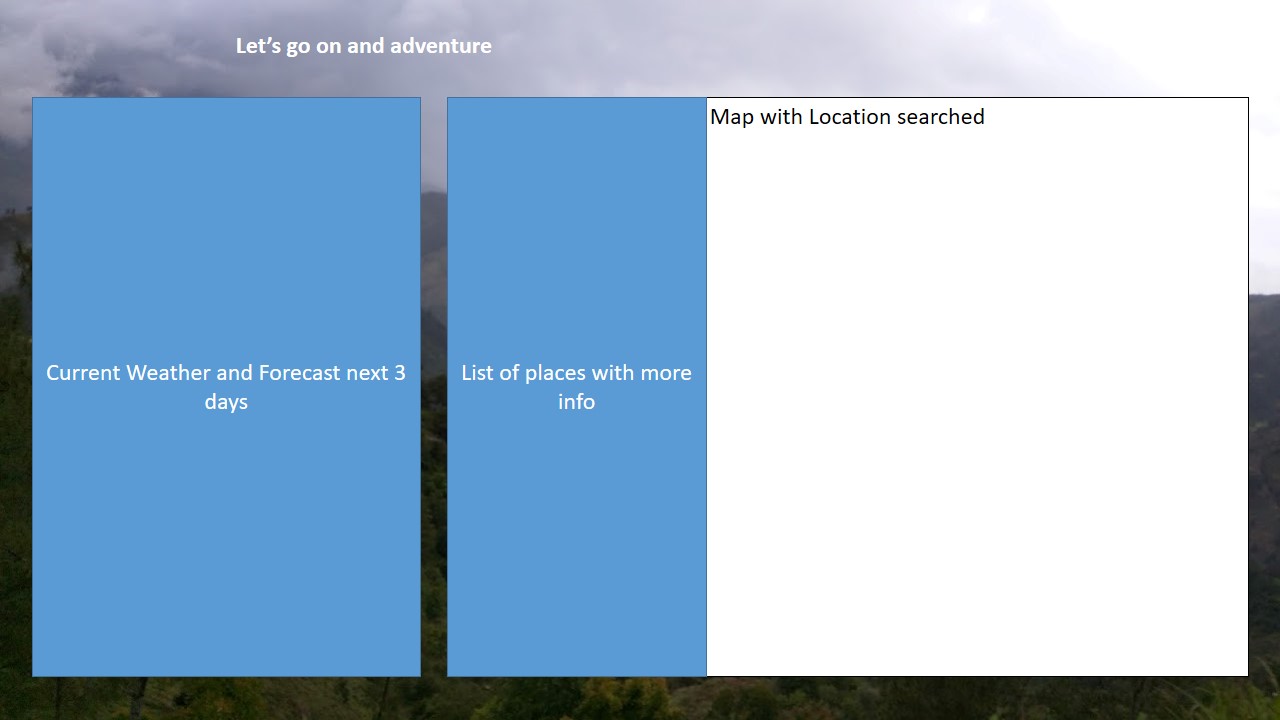 Let’s go on and adventure
Map with Location searched
Current Weather and Forecast next 3
days
List of places with more
info